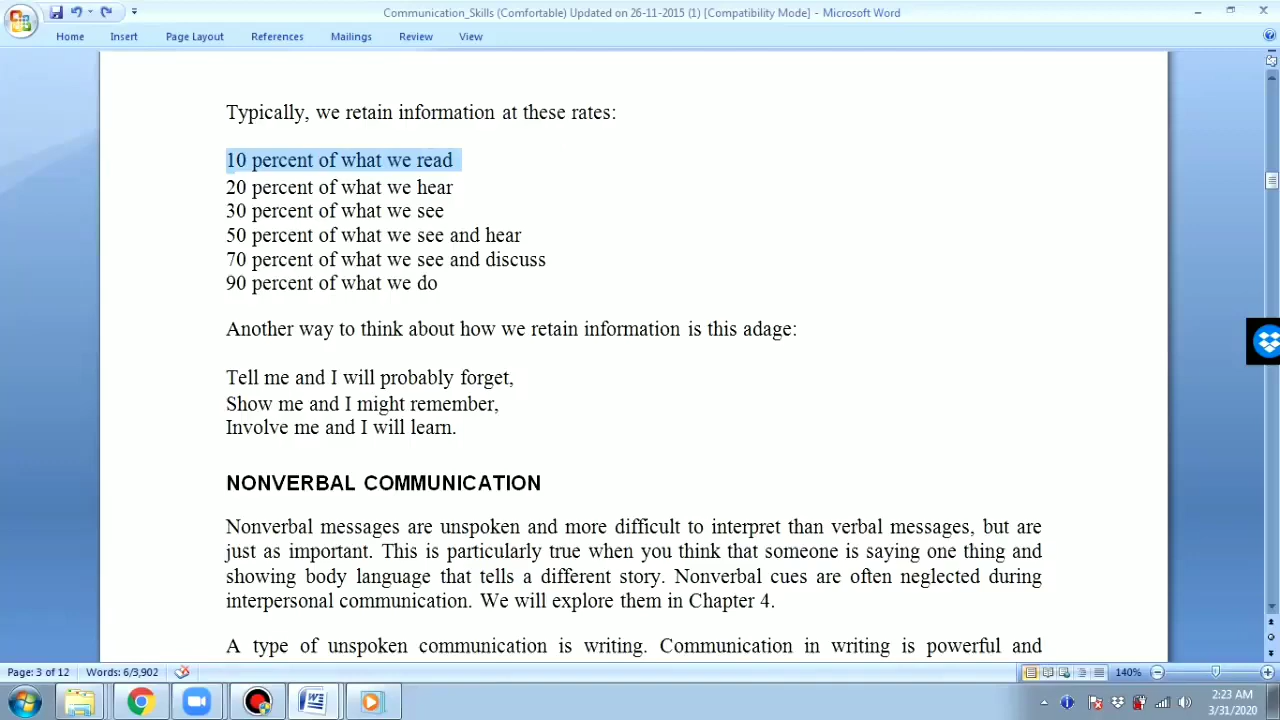 Communication_Skills (Comfortable) Updated on 26-11-2015 (1) [Compatibility Mode] - Microsoft Word
Home Insert Page Layout References Mailings Review View
Typically, we retain information at these rates:
10 percent of what we read
20 percent of what we hear
30 percent of what we see
50 percent of what we see and hear
70 percent of what we see and discuss
90 percent of what we do
Another way to think about how we retain information is this adage:
Tell me and I will probably forget,
Show me and I might remember,
Involve me and I will learn.
NONVERBAL COMMUNICATION
Nonverbal messages are unspoken and more difficult to interpret than verbal messages, but are
just as important. This is particularly true when you think that someone is saying one thing and
showing body language that tells a different story. Nonverbal cues are often neglected during
interpersonal communication. We will explore them in Chapter 4.
A type of unspoken communication is writing. Communication in writing is powerful and
Page: 3 of 12 Words: 6/3,902 140%
2:23 AM
3/31/2020